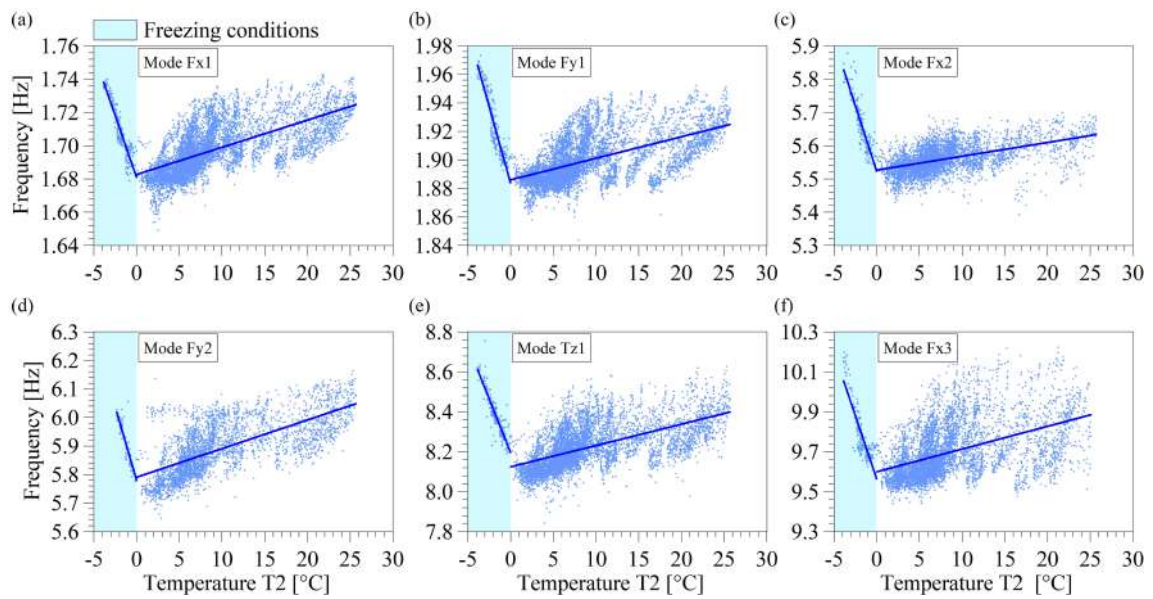 (a) Freezing conditions (b) (c)
1.76 1.98 5.9
Mode Fx1 Mode Fy1 Mode Fx2
1.74 1.96 5.8
1.72 1.94 5.7
1.92
1.70 5.6
1.90
1.68 1.88 5.5
1.66 1.86 5.4
1.64 1.84 5.3
Frequency [Hz]
-5 0 5 10 15 20 25 30 -5 0 5 10 15 20 25 30 -5 0 5 10 15 20 25 30
(d) (e) (f)
6.3 8.8 10.3
Mode Fy2 Mode Tz1 Mode Fx3
6.2 8.6
10.1
6.1
8.4
6.0 9.9
5.9 8.2 9.7
5.8
8.0 9.5
5.7
5.6 7.8 9.3
Frequency [Hz]
-5 0 5 10 15 20 25 30 -5 0 5 10 15 20 25 30 -5 0 5 10 15 20 25 30
Temperature T2 [°C] Temperature T2 [°C] Temperature T2 [°C]